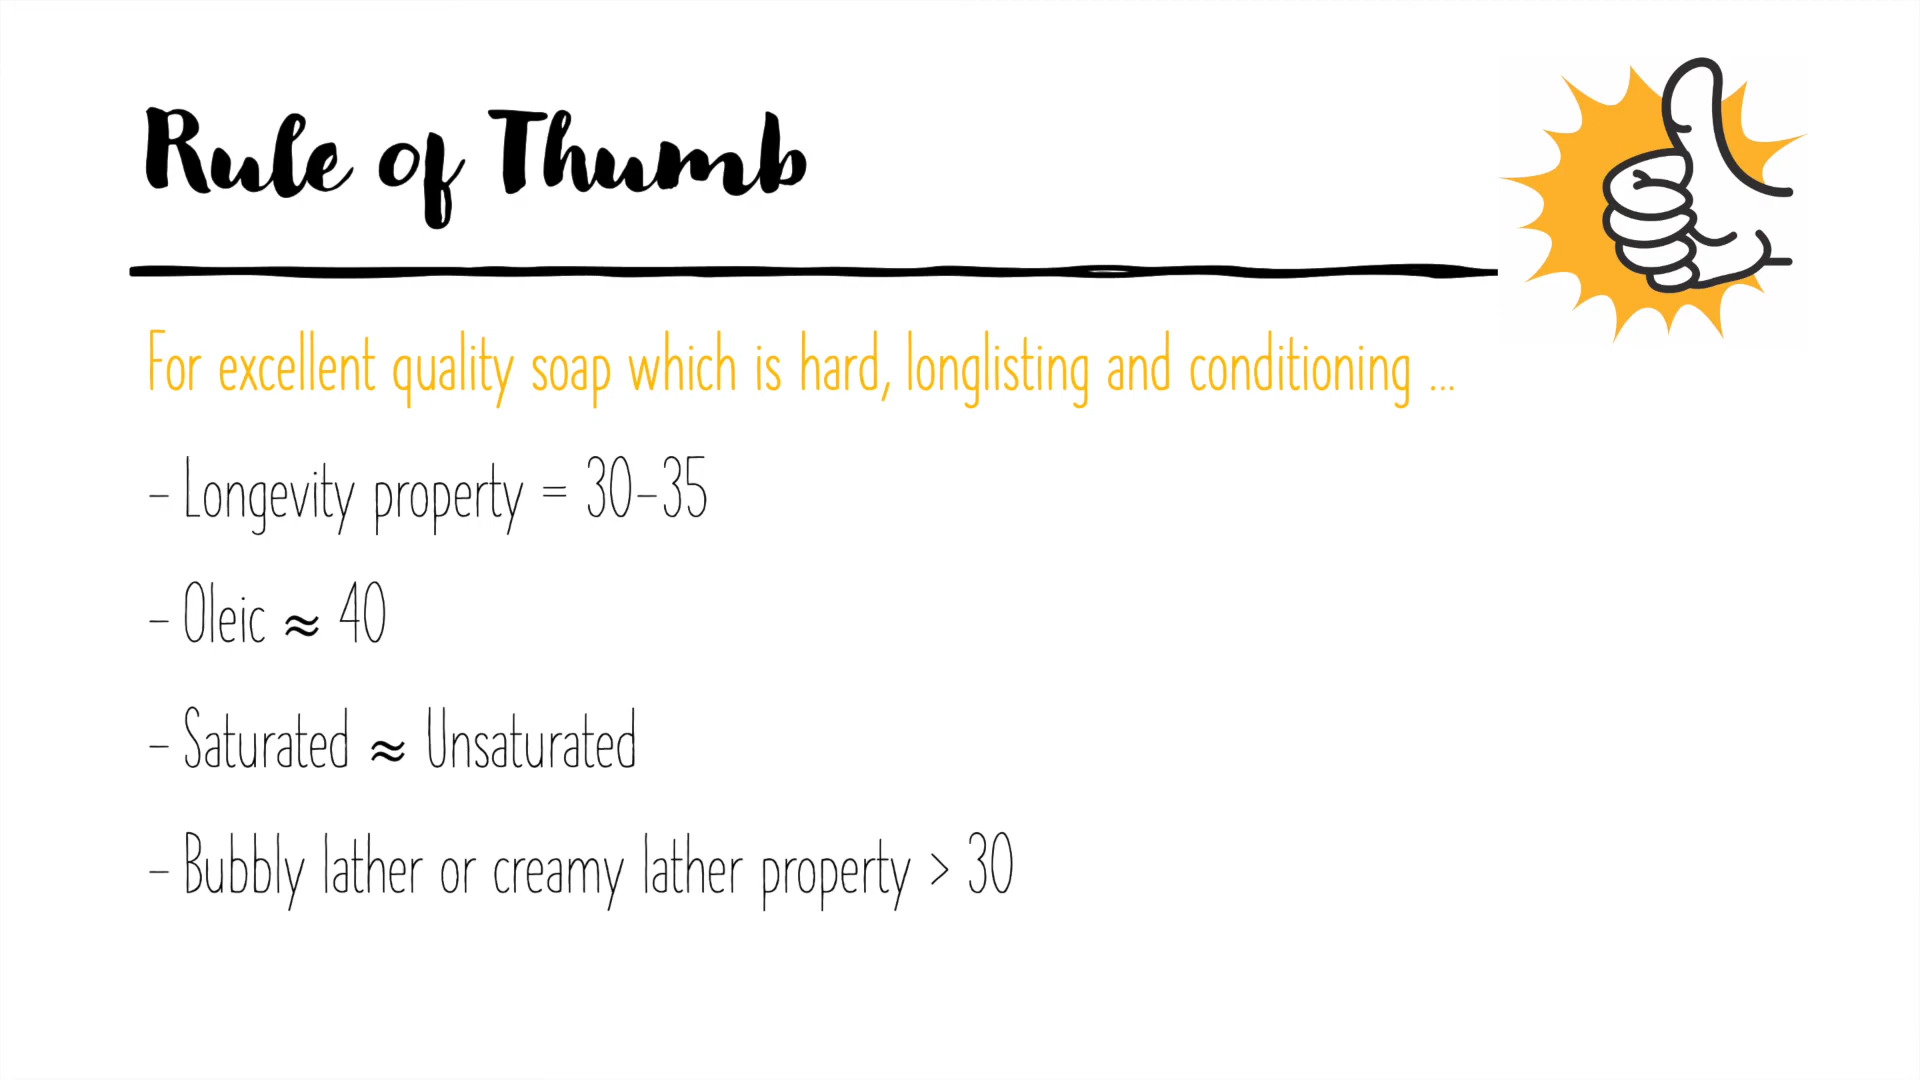 Rule of Thumb
For excellent quality soap which is hard, longlisting and conditioning ...
- Longevity property = 30-35
- Oleic ≈ 40
- Saturated ≈ Unsaturated
- Bubbly lather or creamy lather property > 30